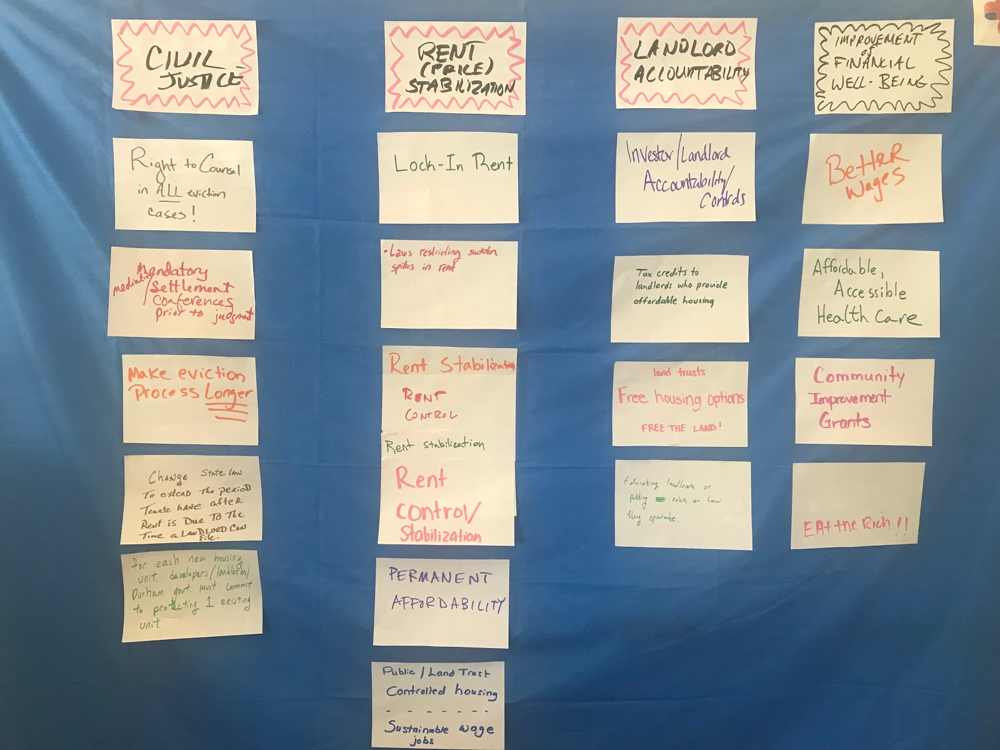 CIVIL
JUSTICE
Right to Counsel
in ALL eviction
cases!
Mandatory
mediation/Settlement
Conferences
prior to judgment
Make eviction
Process Longer
Change State Law
To extend The period
Tenats have after
Rent is Due To The
Time a LANDLORD CAN
File
for each new housing
unit, developers/landlords/
Durham govt. must commit
to protecting 1 existing
unit.
RENT
(PRICE)
STABILIZATION
Lock-In Rent
• Laws restricting sudden
spikes in rent
Rent Stabilization
RENT
CONTROL
Rent stabilization
Rent
Control/
Stabilization
PERMANENT
AFFORDABILITY
Public / Land Trust
Controlled housing
- - - - - - -
Sustainable wage
jobs
LANDLORD
ACCOUNTABILITY
Investor/Landlord
Accountability/
Controls
Tax credits to
landlords who provide
affordable housing
land trusts
Free housing options
FREE THE LAND!
Educating landlords or
putting rules on how
they operate.
IMPROVEMENT
of
FINANCIAL
WELL-BEING
Better
Wages
Affordable,
Accessible
Health Care
Community
Improvement
Grants
EAt the Rich!!